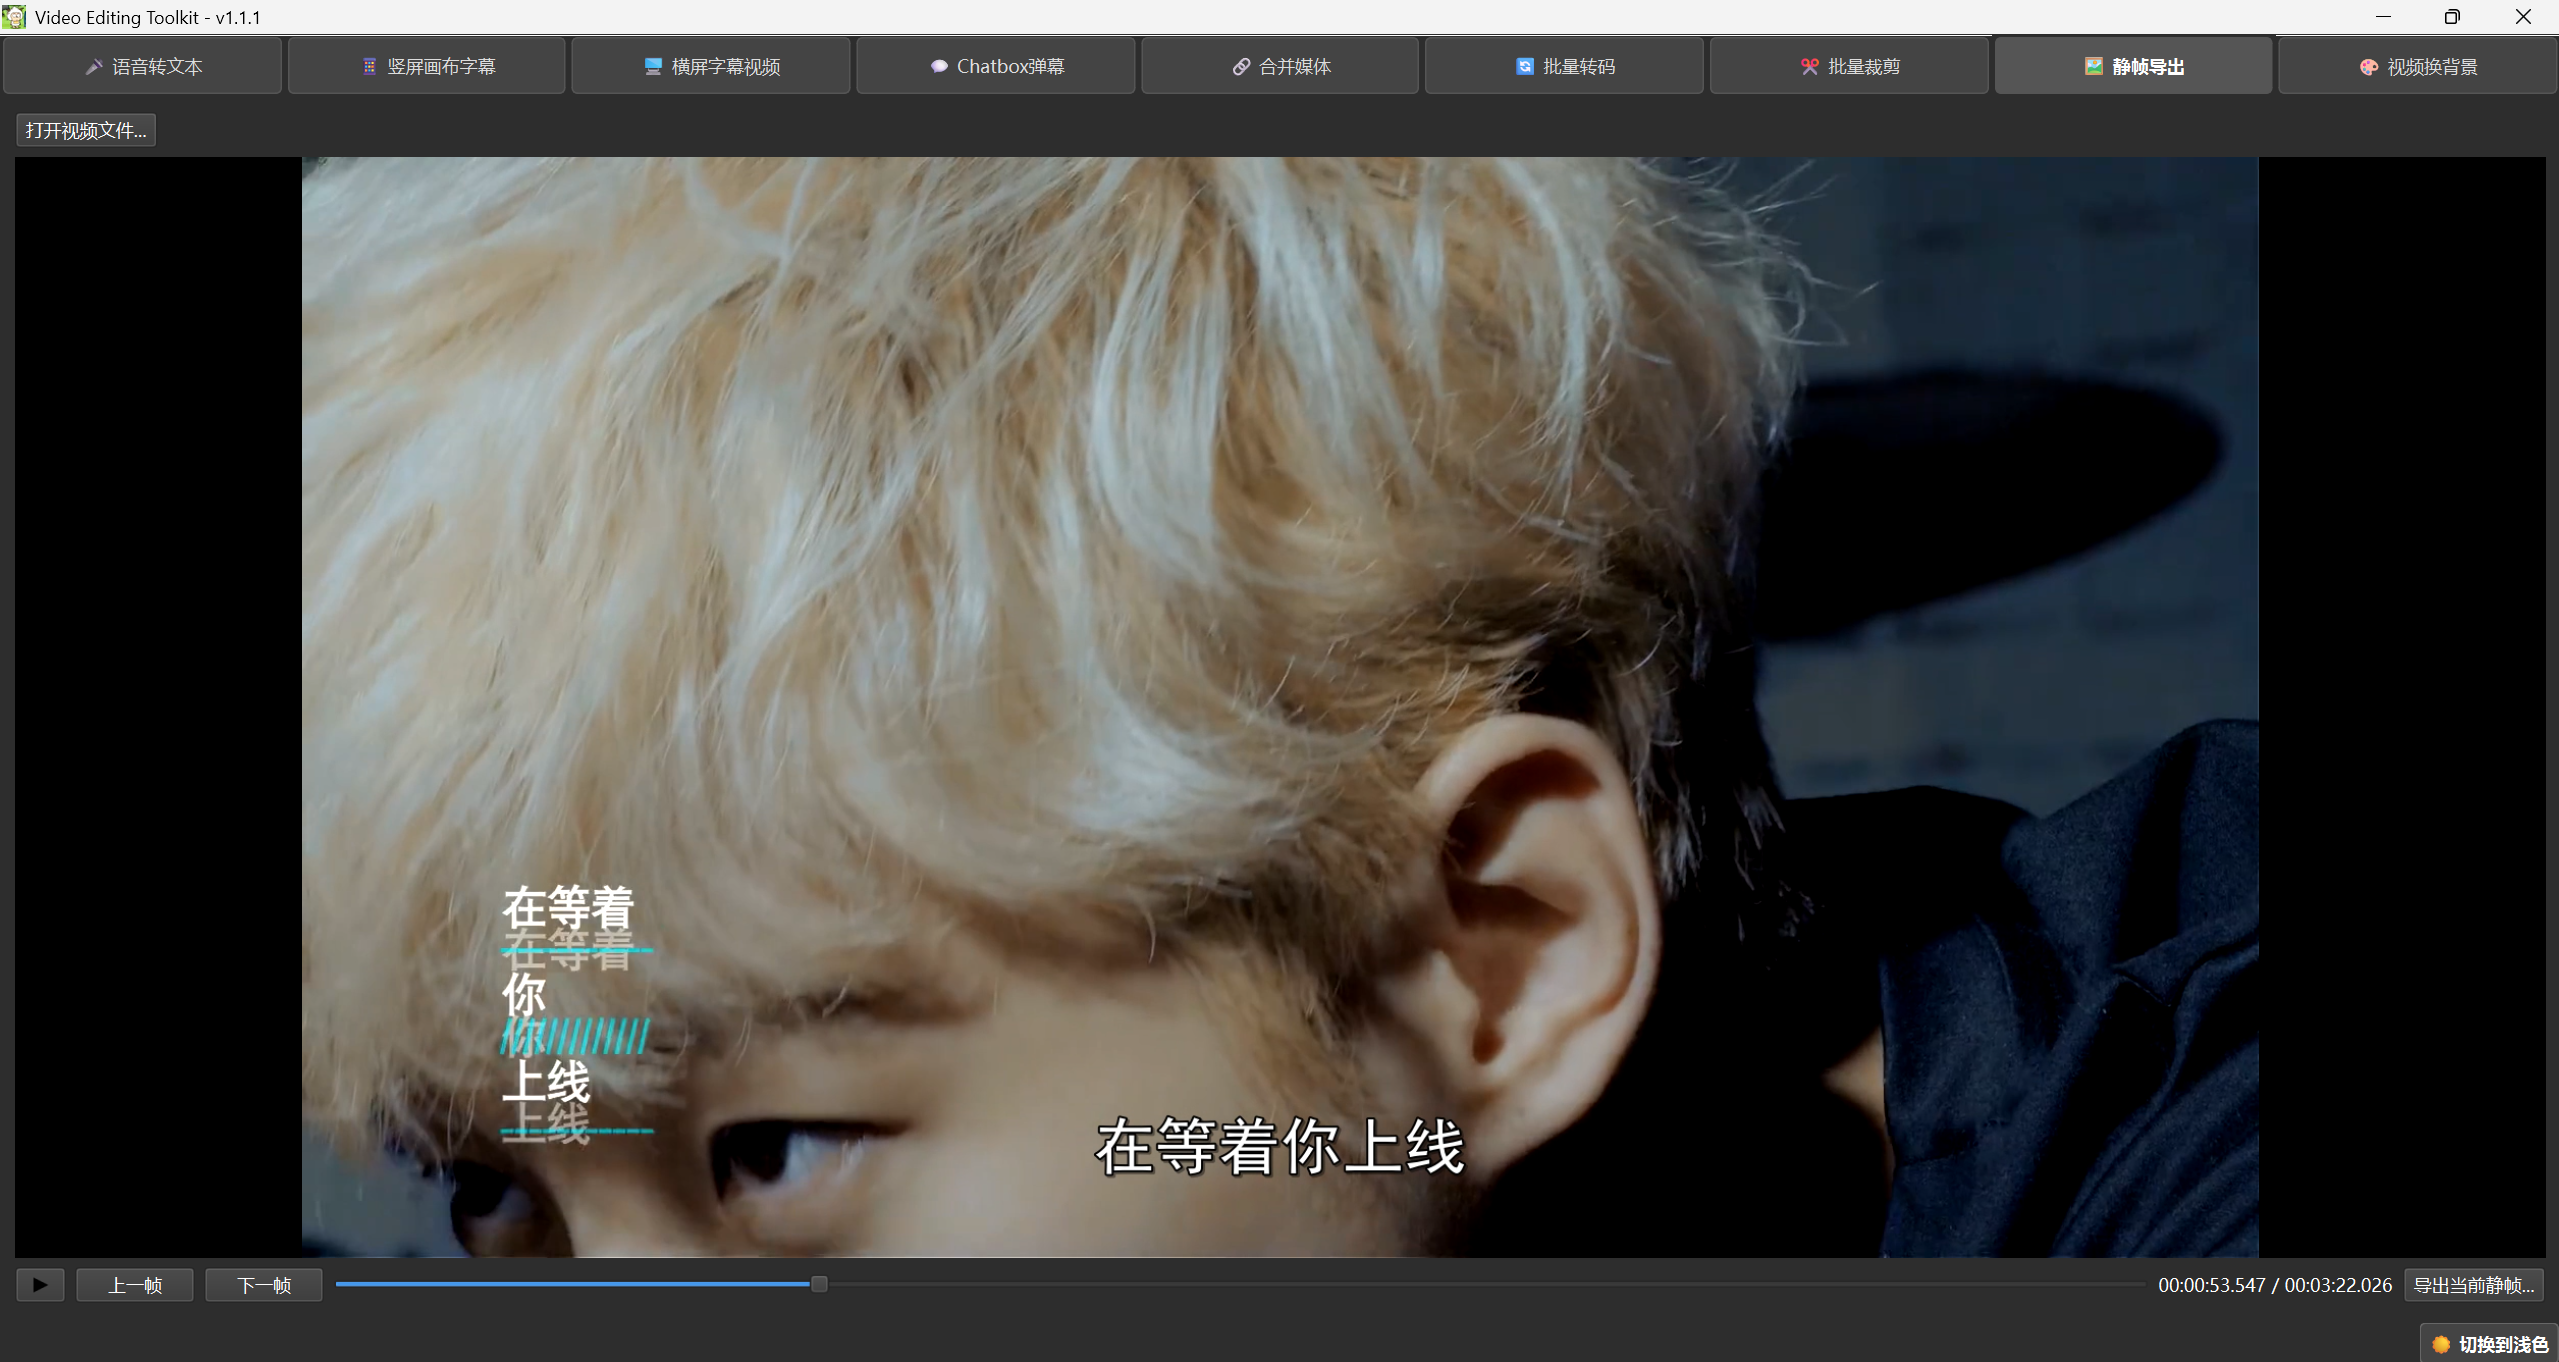 Video Editing Toolkit - v1.1.1
语音转文本
竖屏画布字幕
横屏字幕视频
Chatbox弹幕
合并媒体
批量转码
批量裁剪
静帧导出
视频换背景
打开视频文件...
在等着
在等着
你
你
上线
上线
在等着你上线
上一帧
下一帧
00:00:53.547 / 00:03:22.026
导出当前静帧...
切换到浅色